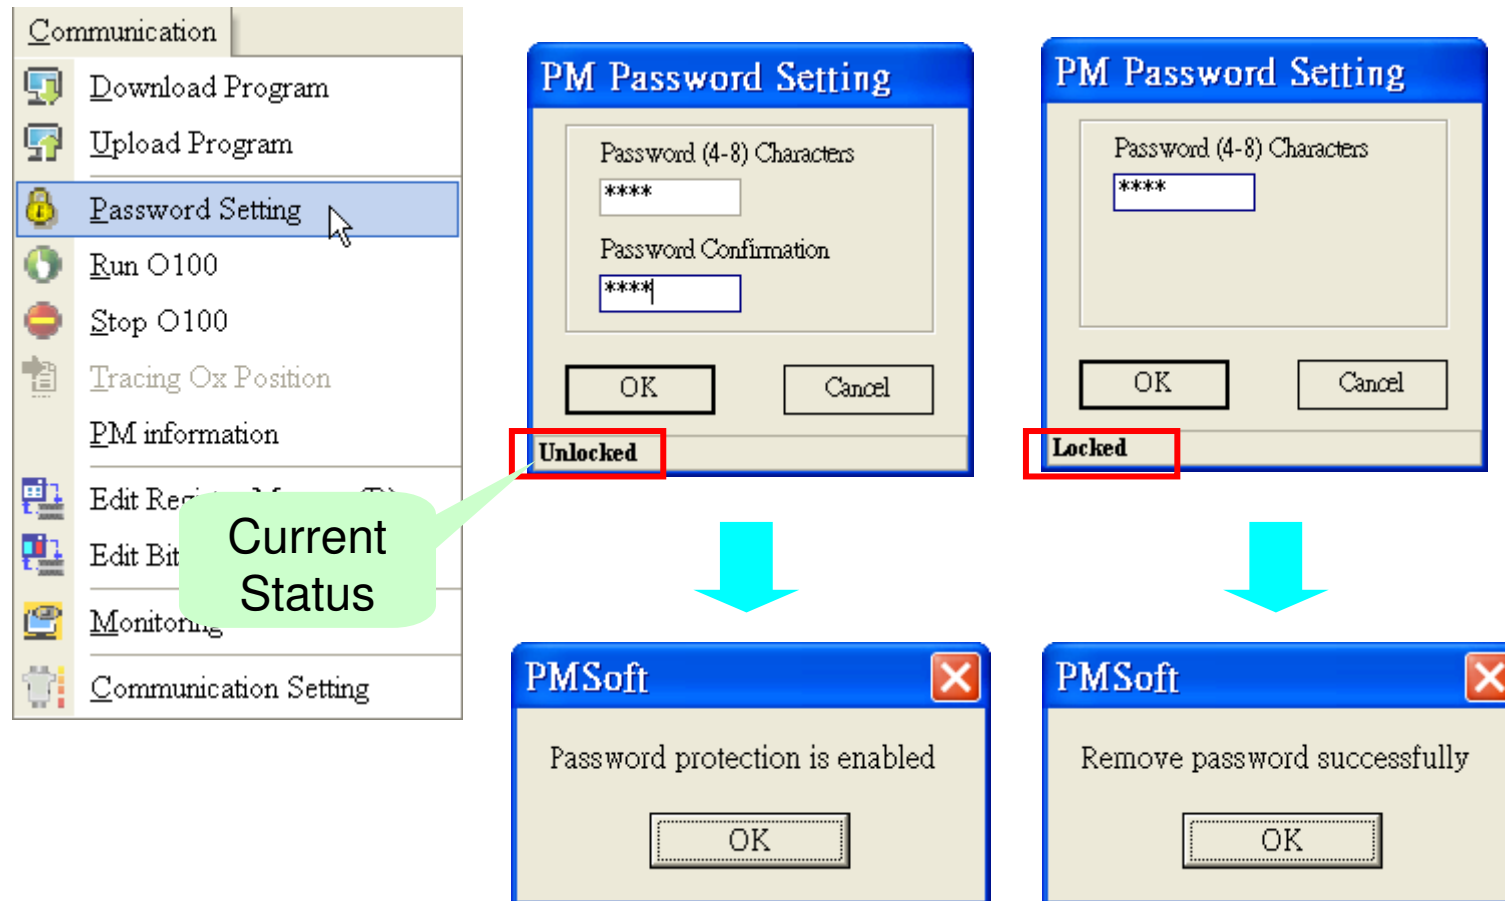 Communication
Download Program
Upload Program
Password Setting
Run O100
Stop O100
Tracing Ox Position
PM information
Edit
Edit Bit
Monitoring
Communication Setting
Current
Status
PM Password Setting
Password (4-8) Characters
****
Password Confirmation
****
OK Cancel
Unlocked
PM Password Setting
Password (4-8) Characters
****
OK Cancel
Locked
PMSoft
Password protection is enabled
OK
PMSoft
Remove password successfully
OK